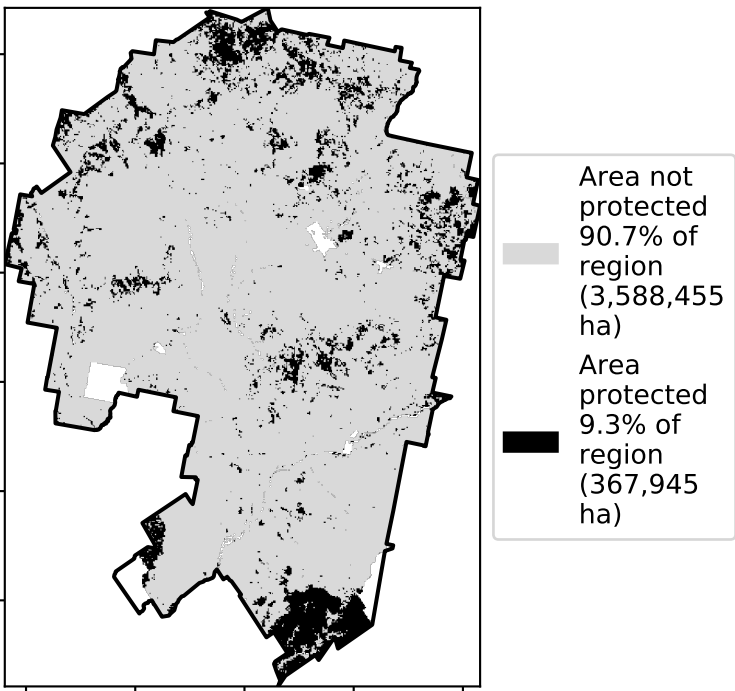 Area not
protected
90.7% of
region
(3,588,455
ha)
Area
protected
9.3% of
region
(367,945
ha)